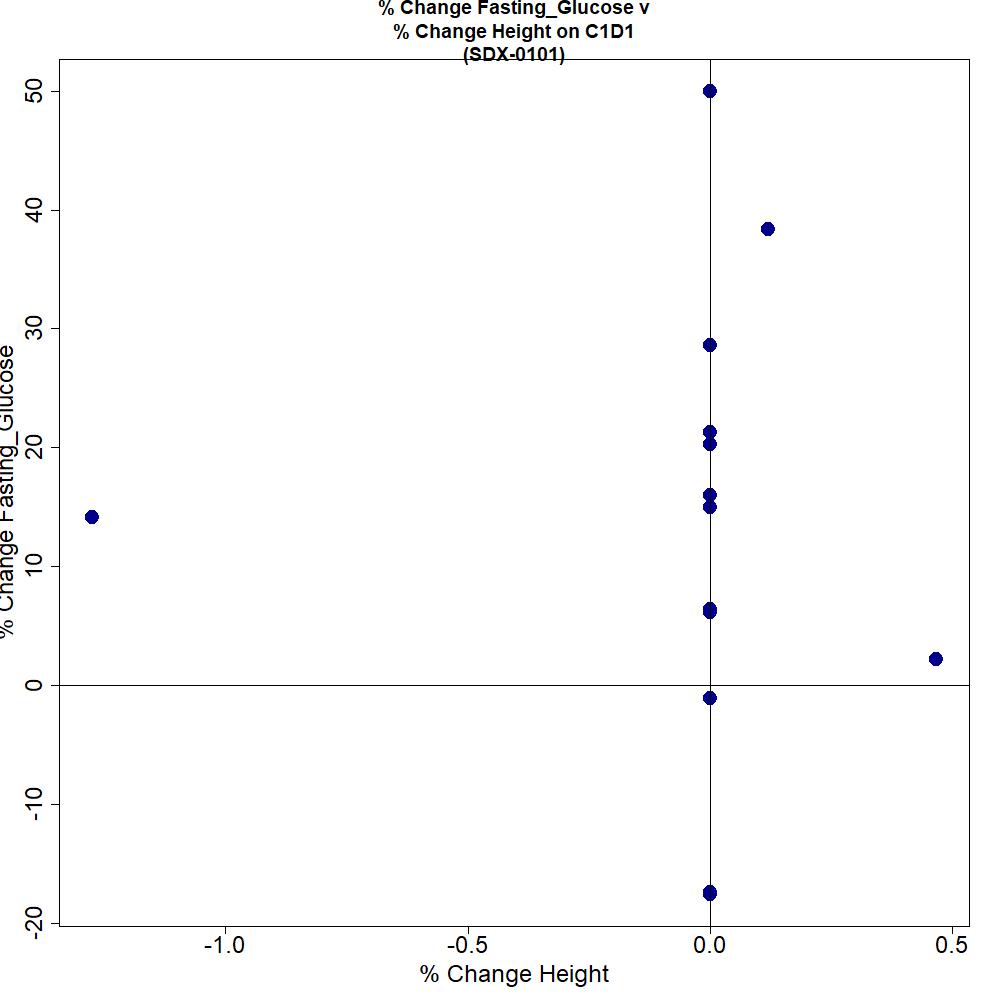 % Change Fasting_Glucose v
% Change Height on C1D1
(SDX-0101)
% Change Fasting_Glucose
50
40
30
20
10
0
-10
-20
-1.0
-0.5
0.0
0.5
% Change Height